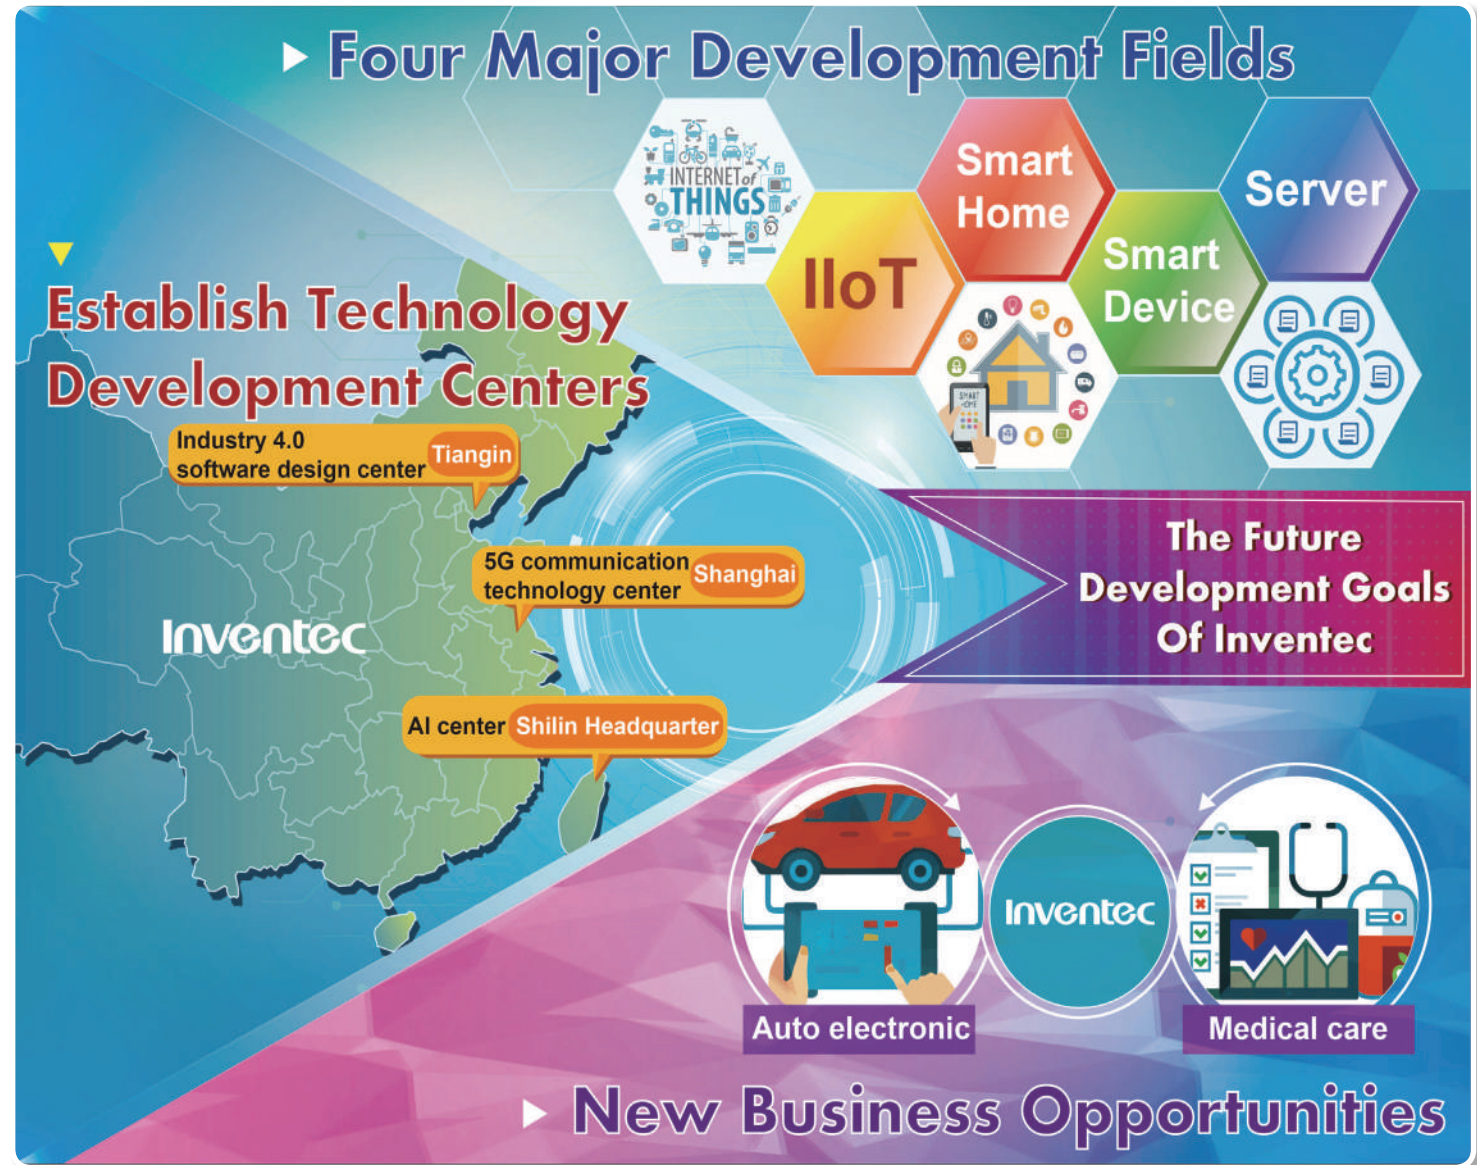 Four Major Development Fields
INTERNET of
THINGS
IIoT
Smart
Home
Smart
Device
Server
SMART
HOME
Establish Technology
Development Centers
Industry 4.0
software design center
Tiangin
5G communication
technology center
Shanghai
AI center
Shilin Headquarter
Inventec
The Future
Development Goals
Of Inventec
Inventec
Auto electronic
Medical care
New Business Opportunities